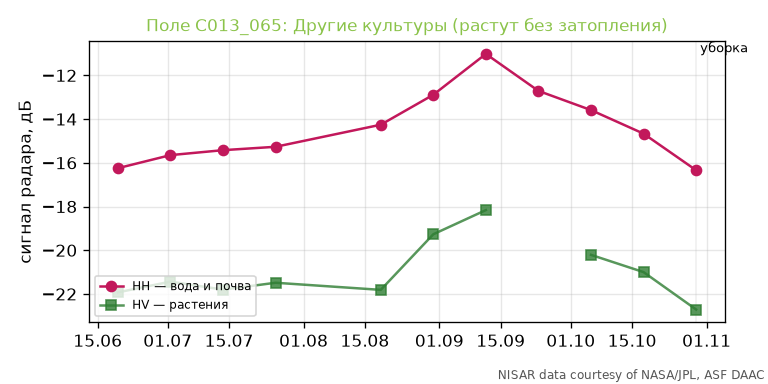 Поле C013_065: Другие культуры (растут без затопления)
уборка
сигнал радара, дБ
−12
−14
−16
−18
−20
−22
HH — вода и почва
HV — растения
15.06 01.07 15.07 01.08 15.08 01.09 15.09 01.10 15.10 01.11
NISAR data courtesy of NASA/JPL, ASF DAAC